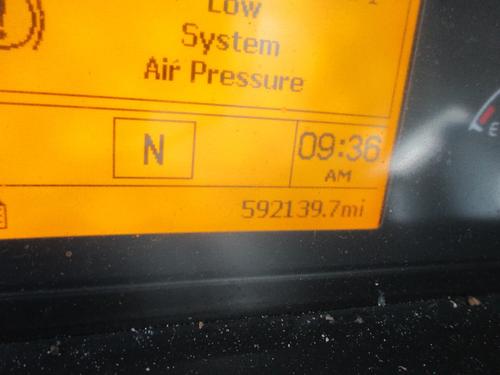 Low
System
Air Pressure
N
09:36
AM
592139.7mi
E